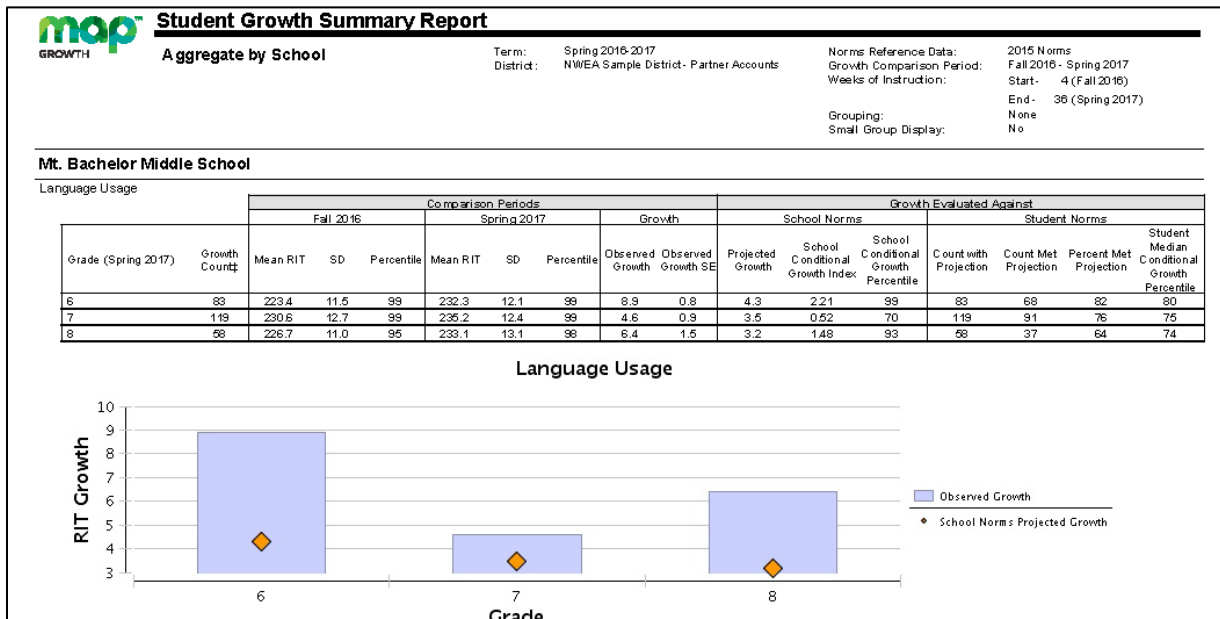 map™ GROWTH
Student Growth Summary Report
Aggregate by School
Term: Spring 2016-2017
District: NWEA Sample District- Partner Accounts
Norms Reference Data: 2015 Norms
Growth Comparison Period: Fall 2016 - Spring 2017
Weeks of Instruction: Start- 4 (Fall 2016)
End- 36 (Spring 2017)
Grouping: None
Small Group Display: No
Mt. Bachelor Middle School
Language Usage
Comparison Periods Growth Evaluated Against
Fall 2016 Spring 2017 Growth School Norms Student Norms
Grade (Spring 2017) Growth Count‡ Mean RIT SD Percentile Mean RIT SD Percentile Observed Growth Observed Growth SE Projected Growth School Conditional Growth Index School Conditional Growth Percentile Count with Projection Count Met Projection Percent Met Projection Student Median Conditional Growth Percentile
6 83 223.4 11.5 99 232.3 12.1 99 8.9 0.8 4.3 2.21 99 83 68 82 80
7 119 230.6 12.7 99 235.2 12.4 99 4.6 0.9 3.5 0.52 70 119 91 76 75
8 58 226.7 11.0 95 233.1 13.1 98 6.4 1.5 3.2 1.48 93 58 37 64 74
Language Usage
RIT Growth
10
9
8
7
6
5
4
3
6 7 8
Grade
Observed Growth
School Norms Projected Growth